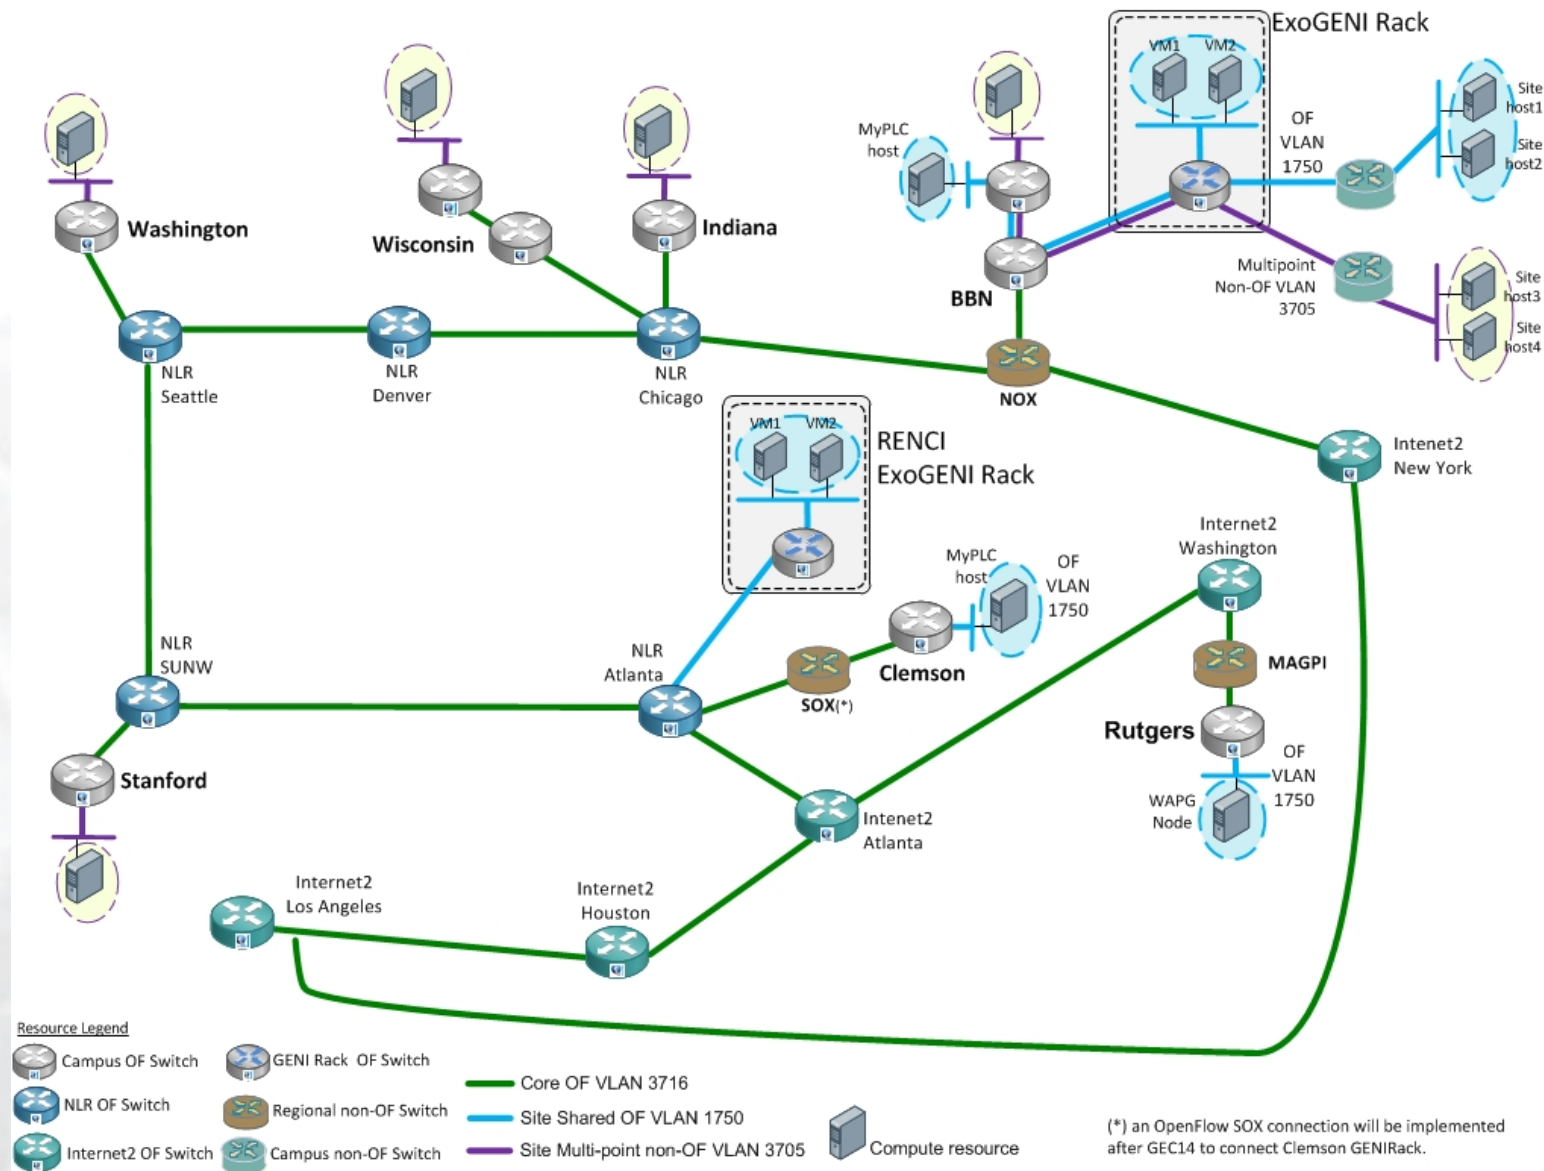 ExoGENI Rack
VM1
VM2
Site
host1
Site
host2
OF
VLAN
1750
MyPLC
host
Washington
Wisconsin
Indiana
BBN
Multipoint
Non-OF VLAN
3705
Site
host3
Site
host4
NLR
Seattle
NLR
Denver
NLR
Chicago
NOX
VM1
VM2
RENCI
ExoGENI Rack
Intenet2
New York
Internet2
Washington
MyPLC
host
OF
VLAN
1750
NLR
SUNW
NLR
Atlanta
Clemson
SOX(*)
MAGPI
Rutgers
OF
VLAN
1750
WAPG
Node
Stanford
Intenet2
Atlanta
Internet2
Los Angeles
Internet2
Houston
Resource Legend
Campus OF Switch
GENI Rack OF Switch
NLR OF Switch
Regional non-OF Switch
Internet2 OF Switch
Campus non-OF Switch
Core OF VLAN 3716
Site Shared OF VLAN 1750
Site Multi-point non-OF VLAN 3705
Compute resource
(*) an OpenFlow SOX connection will be implemented
after GEC14 to connect Clemson GENIRack.